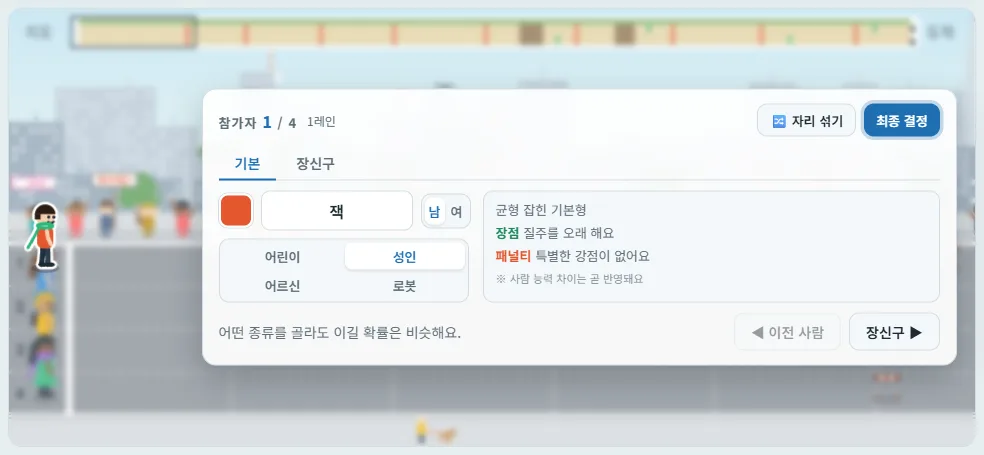 참가자 1 / 4 1레인
자리 섞기
최종 결정
기본 장신구
잭 남 여
어린이 성인
어르신 로봇
균형 잡힌 기본형
장점 질주를 오래 해요
패널티 특별한 강점이 없어요
※ 사람 능력 차이는 곧 반영돼요
어떤 종류를 골라도 이길 확률은 비슷해요.
◀ 이전 사람
장신구 ▶